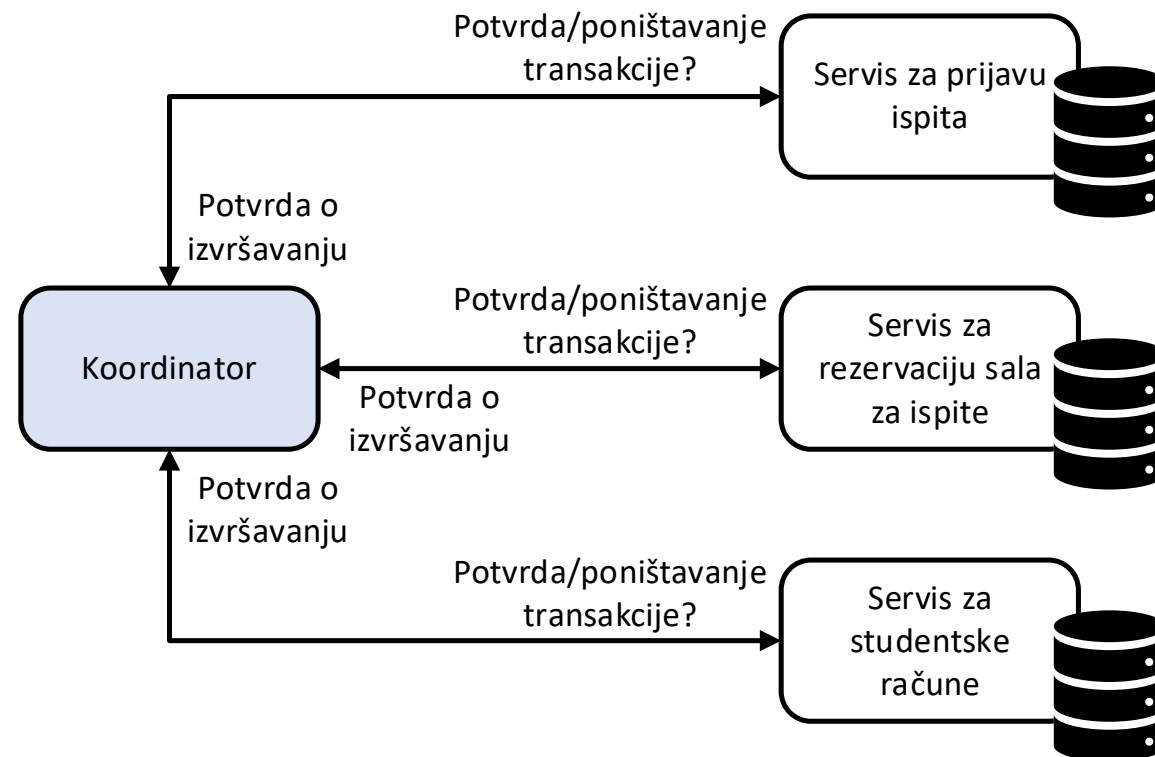 Potvrda/poništavanje
transakcije?
Servis za prijavu
ispita
Potvrda o
izvršavanju
Koordinator
Potvrda/poništavanje
transakcije?
Potvrda o
izvršavanju
Servis za
rezervaciju sala
za ispite
Potvrda o
izvršavanju
Potvrda/poništavanje
transakcije?
Servis za
studentske
račune